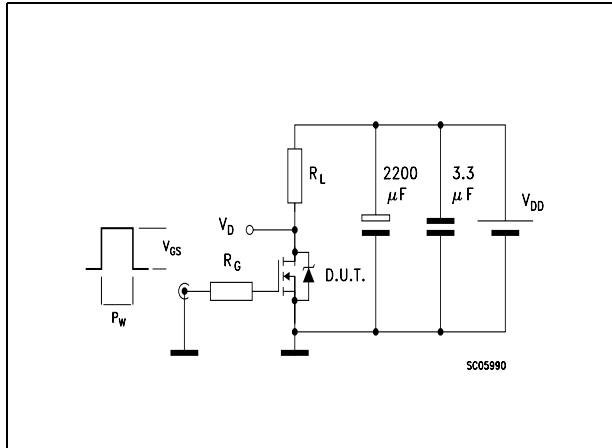 R_L
2200
μF
3.3
μF
V_DD
V_D
V_GS
R_G
D.U.T.
P_W
SC05990